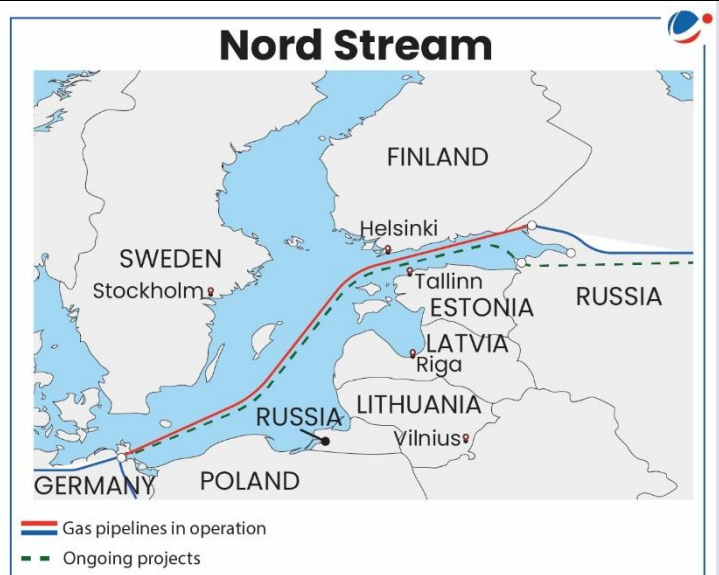 Nord Stream
FINLAND
Helsinki
SWEDEN
Stockholm
Tallinn
ESTONIA
RUSSIA
LATVIA
Riga
LITHUANIA
RUSSIA
Vilnius
GERMANY
POLAND
Gas pipelines in operation
Ongoing projects